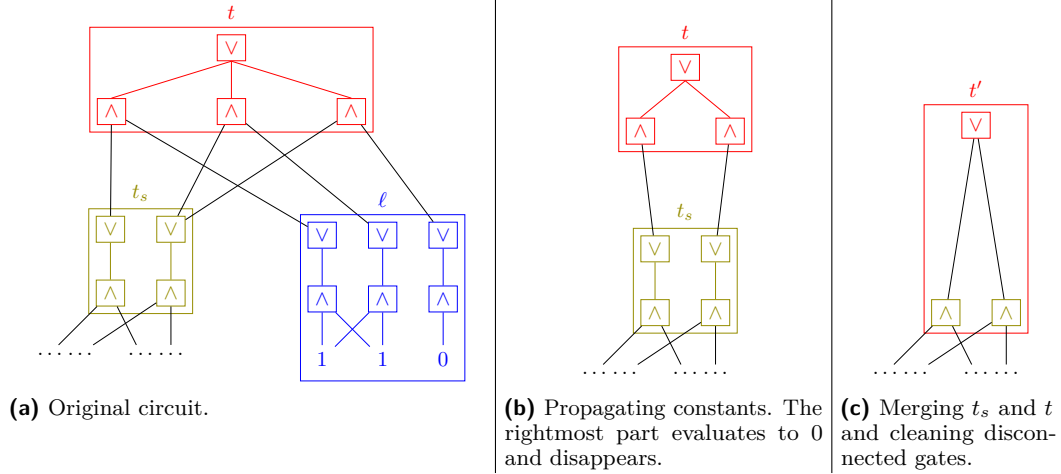 t
∨
∧ ∧ ∧
t_s
ℓ
∨ ∨ ∨ ∨ ∨
∧ ∧ ∧ ∧ ∧
...... ...... 1 1 0
(a) Original circuit.
t
∨
∧ ∧
t_s
∨ ∨
∧ ∧
...... ......
(b) Propagating constants. The
rightmost part evaluates to 0
and disappears.
t′
∨
∧ ∧
...... ......
(c) Merging t_s and t
and cleaning discon-
nected gates.